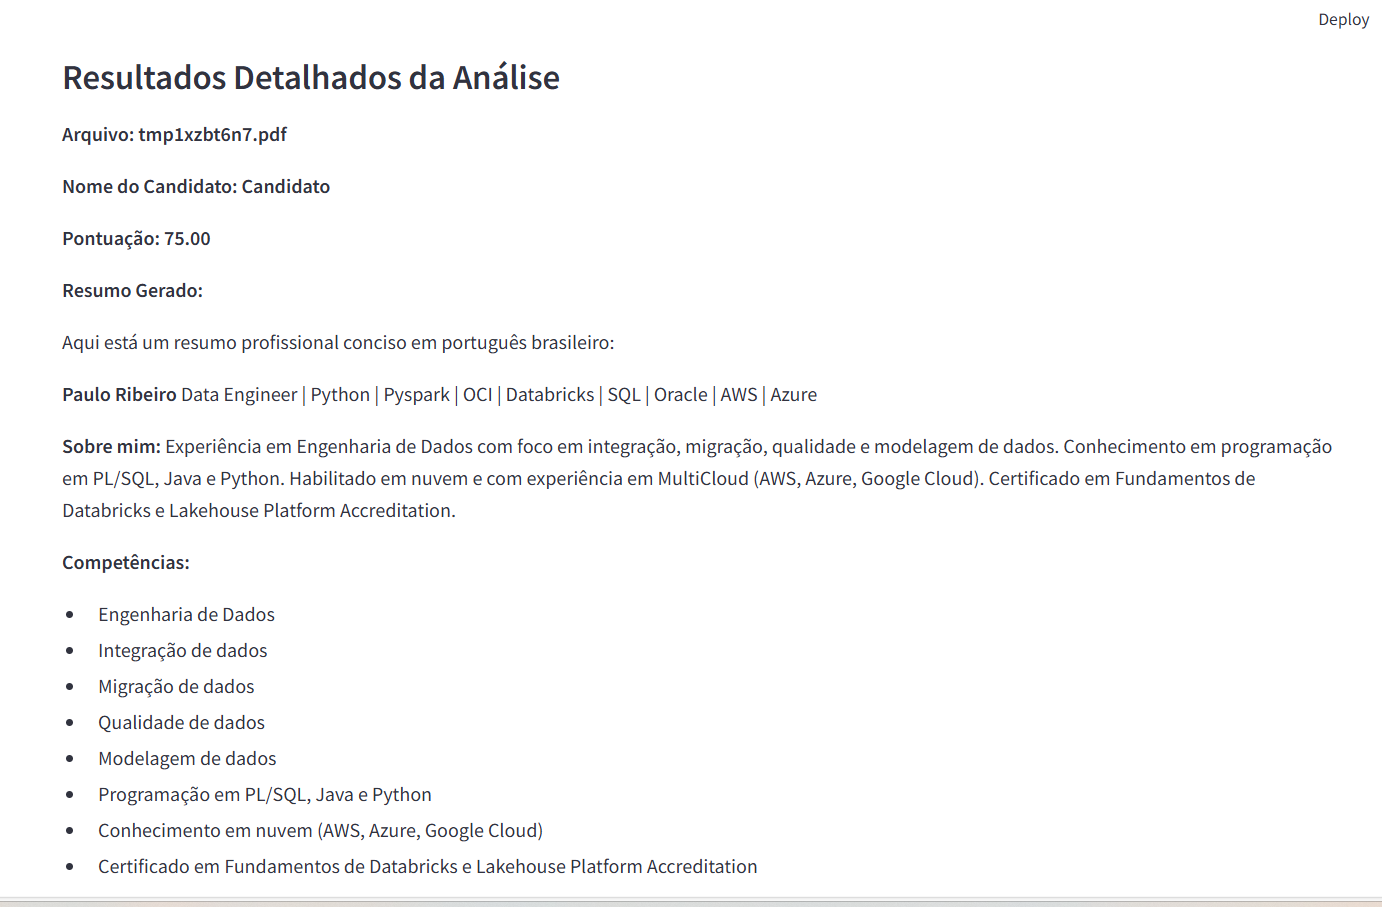 Deploy
Resultados Detalhados da Análise
Arquivo: tmp1xzbt6n7.pdf
Nome do Candidato: Candidato
Pontuação: 75.00
Resumo Gerado:
Aqui está um resumo profissional conciso em português brasileiro:
Paulo Ribeiro Data Engineer | Python | Pyspark | OCI | Databricks | SQL | Oracle | AWS | Azure
Sobre mim: Experiência em Engenharia de Dados com foco em integração, migração, qualidade e modelagem de dados. Conhecimento em programação
em PL/SQL, Java e Python. Habilitado em nuvem e com experiência em MultiCloud (AWS, Azure, Google Cloud). Certificado em Fundamentos de
Databricks e Lakehouse Platform Accreditation.
Competências:
• Engenharia de Dados
• Integração de dados
• Migração de dados
• Qualidade de dados
• Modelagem de dados
• Programação em PL/SQL, Java e Python
• Conhecimento em nuvem (AWS, Azure, Google Cloud)
• Certificado em Fundamentos de Databricks e Lakehouse Platform Accreditation